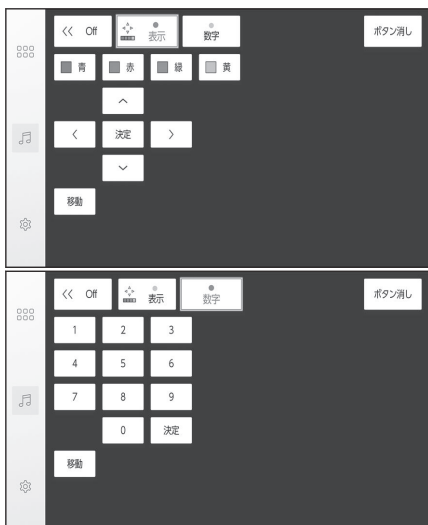 << Off 表示 数字 ボタン消し
青 赤 緑 黄
決定
移動
<< Off 表示 数字 ボタン消し
1 2 3
4 5 6
7 8 9
0 決定
移動